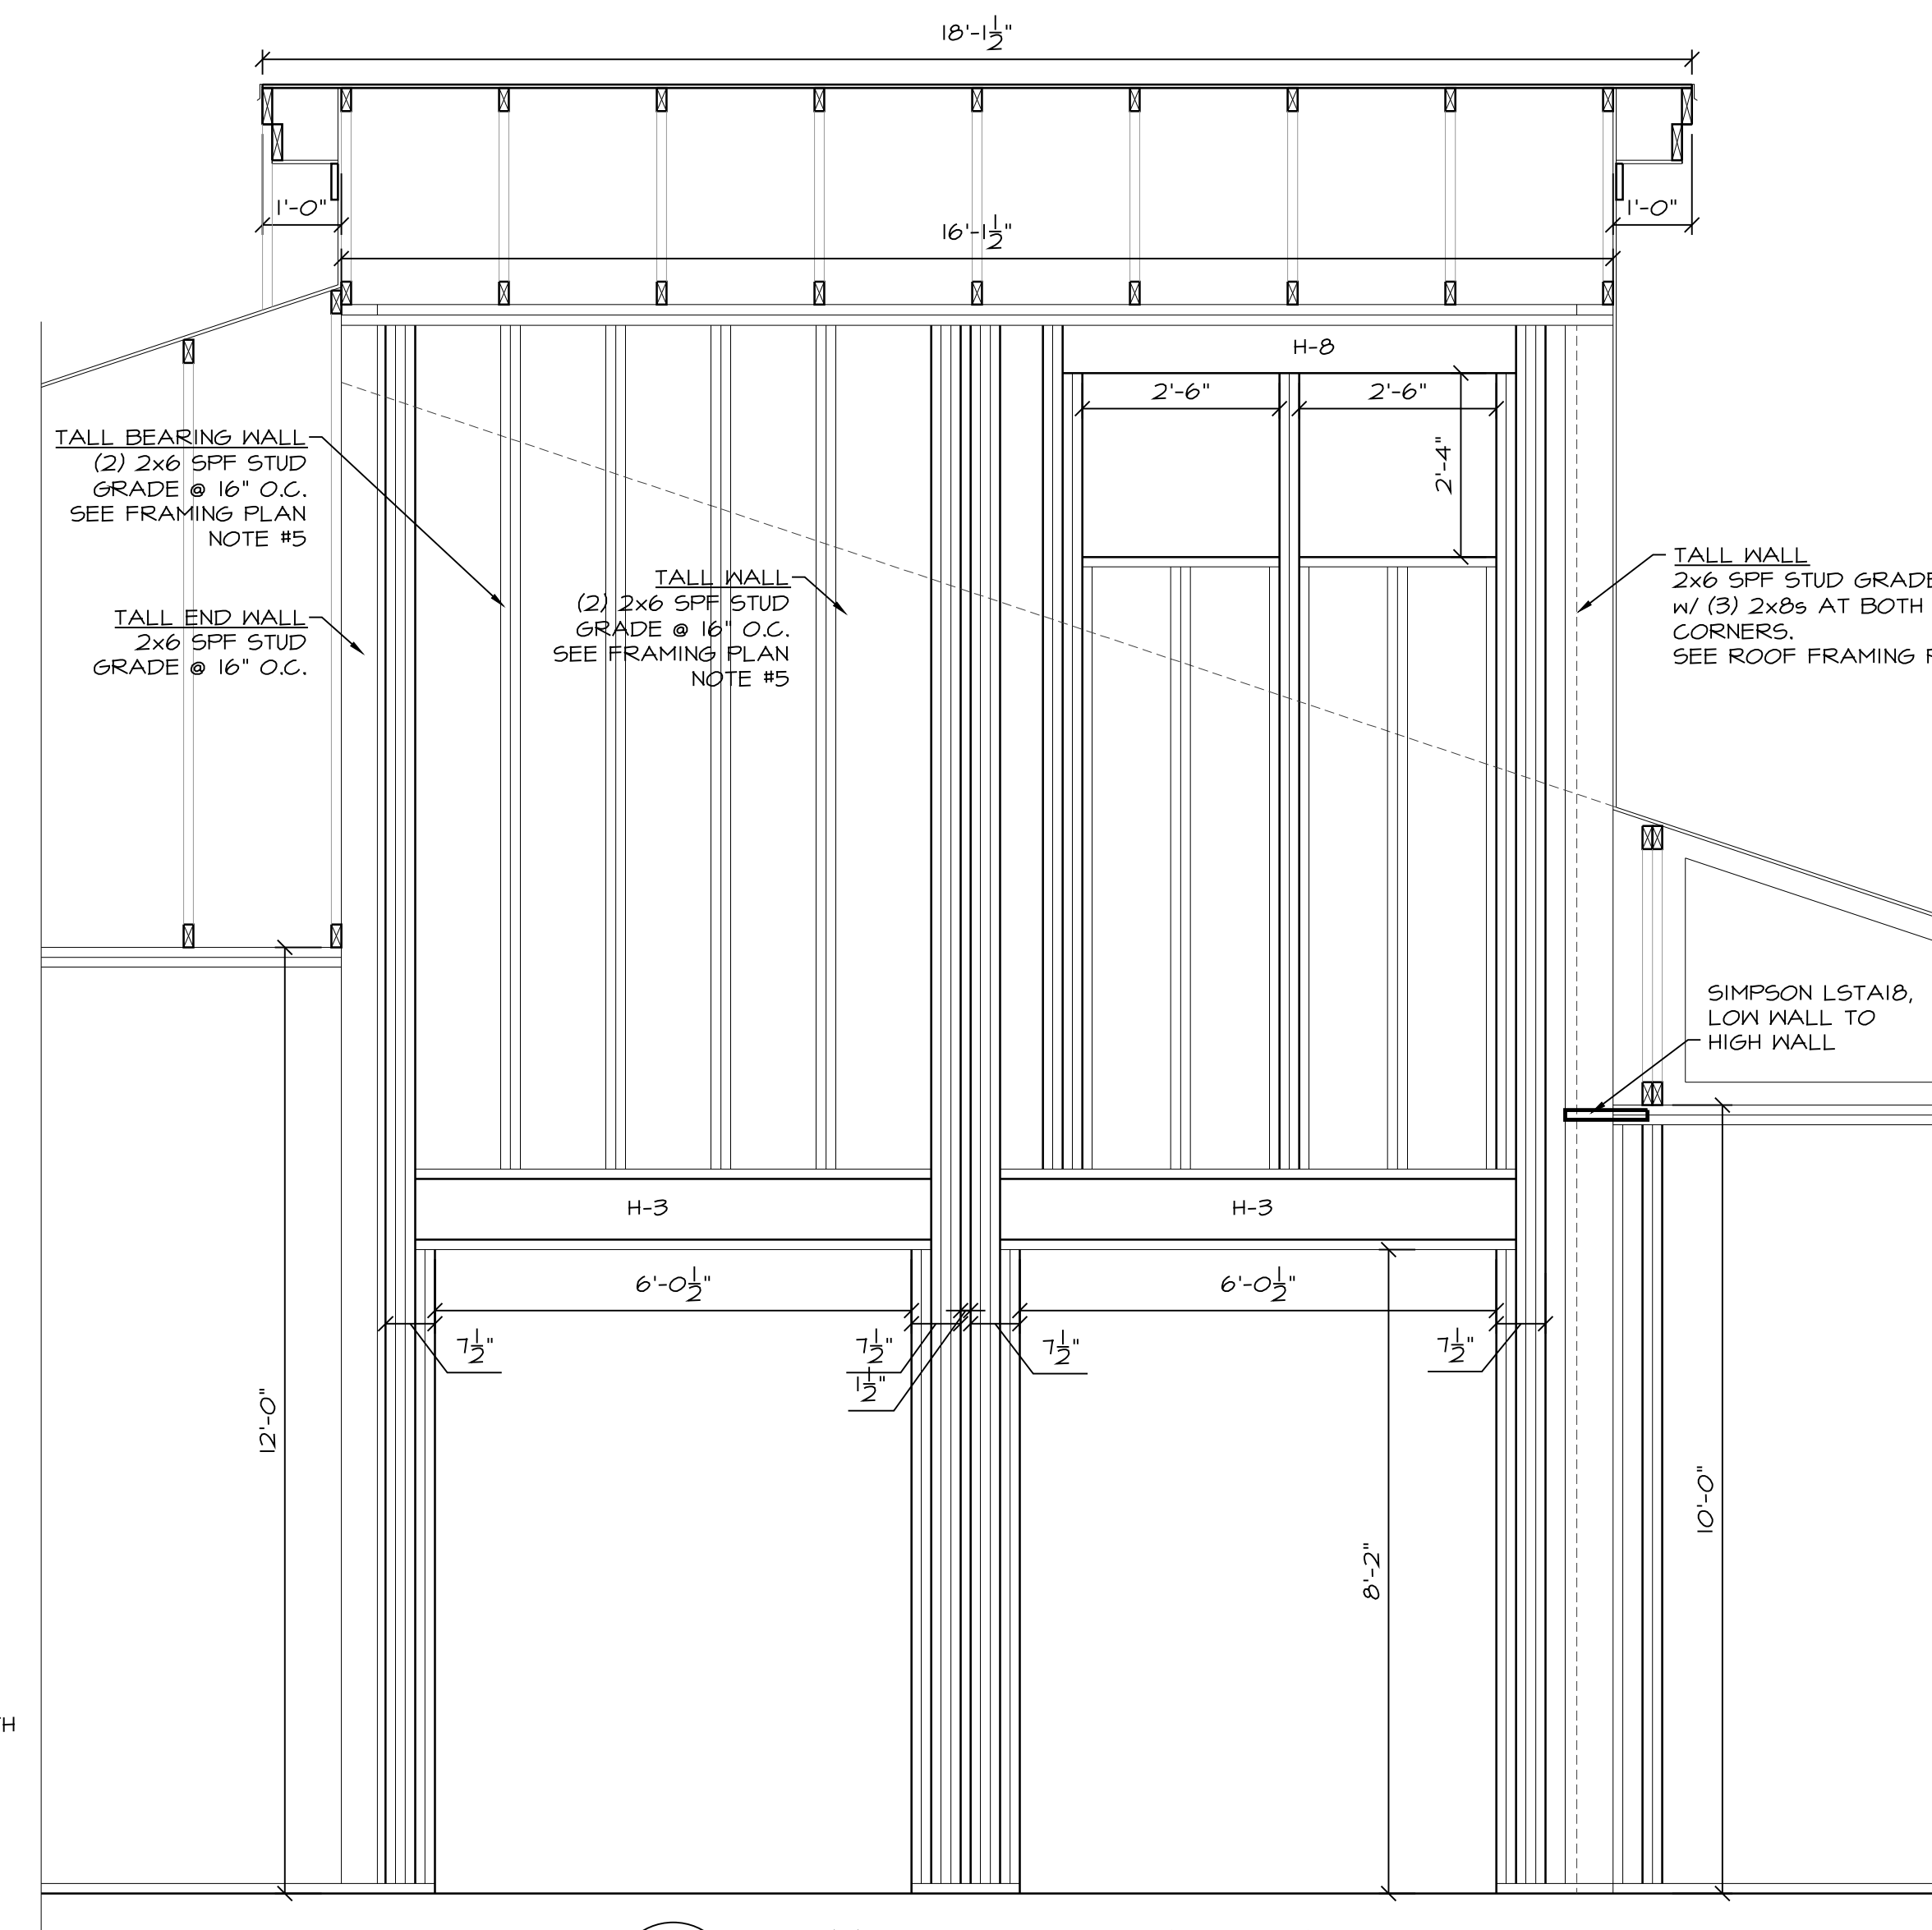 18'-1 1/2"
1'-0"
1'-0"
16'-1 1/2"
H-8
2'-6"
2'-6"
2'-4"
TALL BEARING WALL
(2) 2x6 SPF STUD
GRADE @ 16" O.C.
SEE FRAMING PLAN
NOTE #5
TALL WALL
(2) 2x6 SPF STUD
GRADE @ 16" O.C.
SEE FRAMING PLAN
NOTE #5
TALL END WALL
2x6 SPF STUD
GRADE @ 16" O.C.
TALL WALL
2x6 SPF STUD GRADE
w/ (3) 2x8s AT BOTH
CORNERS.
SEE ROOF FRAMING
SIMPSON LSTA18,
LOW WALL TO
HIGH WALL
H-3
H-3
6'-0 1/2"
6'-0 1/2"
7 1/2"
7 1/2"
1 1/2"
7 1/2"
7 1/2"
12'-0"
8'-2"
10'-0"